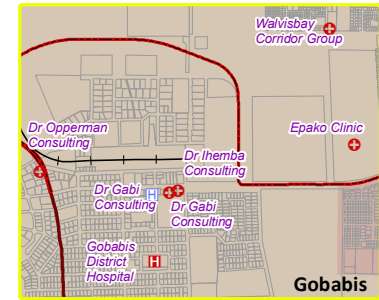 Walvisbay
Corridor Group
Dr Opperman
Consulting
Epako Clinic
Dr Ihemba
Consulting
Dr Gabi
Consulting
H
Dr Gabi
Consulting
Gobabis
District
Hospital
H
Gobabis